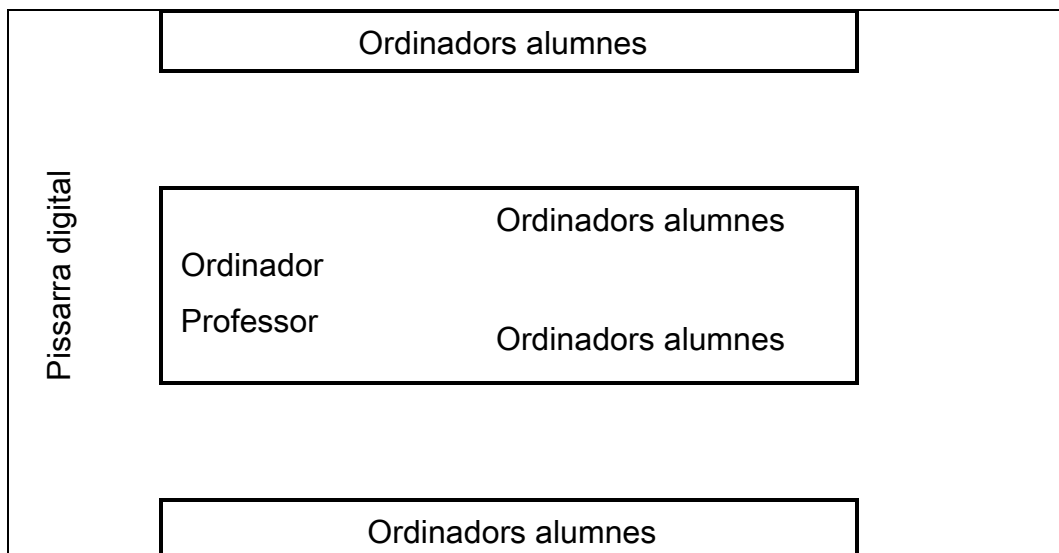 Ordinadors alumnes
Pissarra digital
Ordinadors alumnes
Ordinador
Professor
Ordinadors alumnes
Ordinadors alumnes